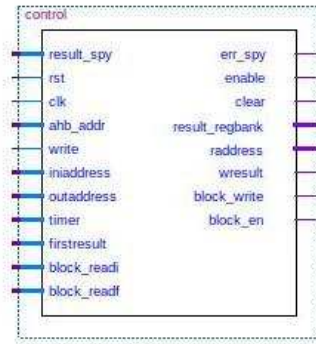 control
result_spy
rst
clk
ahb_addr
write
iniaddress
outaddress
timer
firstresult
block_readi
block_readf
err_spy
enable
clear
result_regbank
raddress
wresult
block_write
block_en